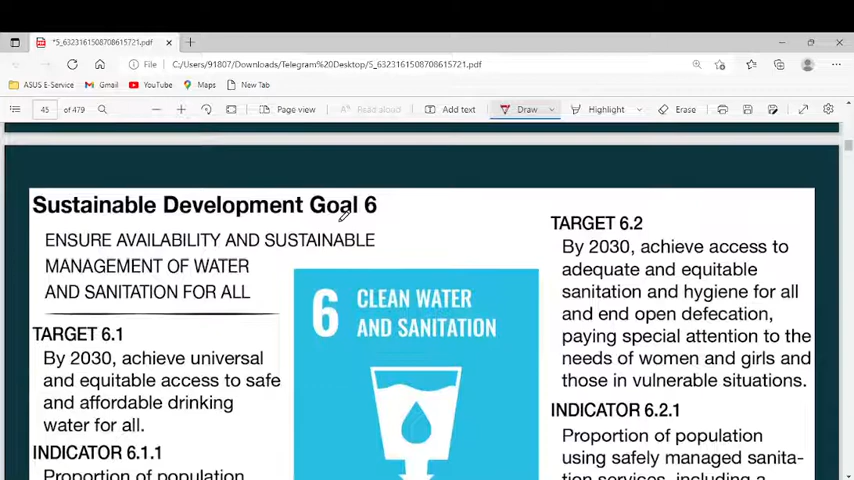 *5_6323161508708615721.pdf
File
C:/Users/91807/Downloads/Telegram%20Desktop/5_6323161508708615721.pdf
ASUS E-Service
Gmail
YouTube
Maps
New Tab
45
of 479
Page view
Read aloud
Add text
Draw
Highlight
Erase
Sustainable Development Goal 6
ENSURE AVAILABILITY AND SUSTAINABLE
MANAGEMENT OF WATER
AND SANITATION FOR ALL
TARGET 6.1
By 2030, achieve universal
and equitable access to safe
and affordable drinking
water for all.
INDICATOR 6.1.1
Proportion of population
6 CLEAN WATER
AND SANITATION
TARGET 6.2
By 2030, achieve access to
adequate and equitable
sanitation and hygiene for all
and end open defecation,
paying special attention to the
needs of women and girls and
those in vulnerable situations.
INDICATOR 6.2.1
Proportion of population
using safely managed sanita-
tion services, including a